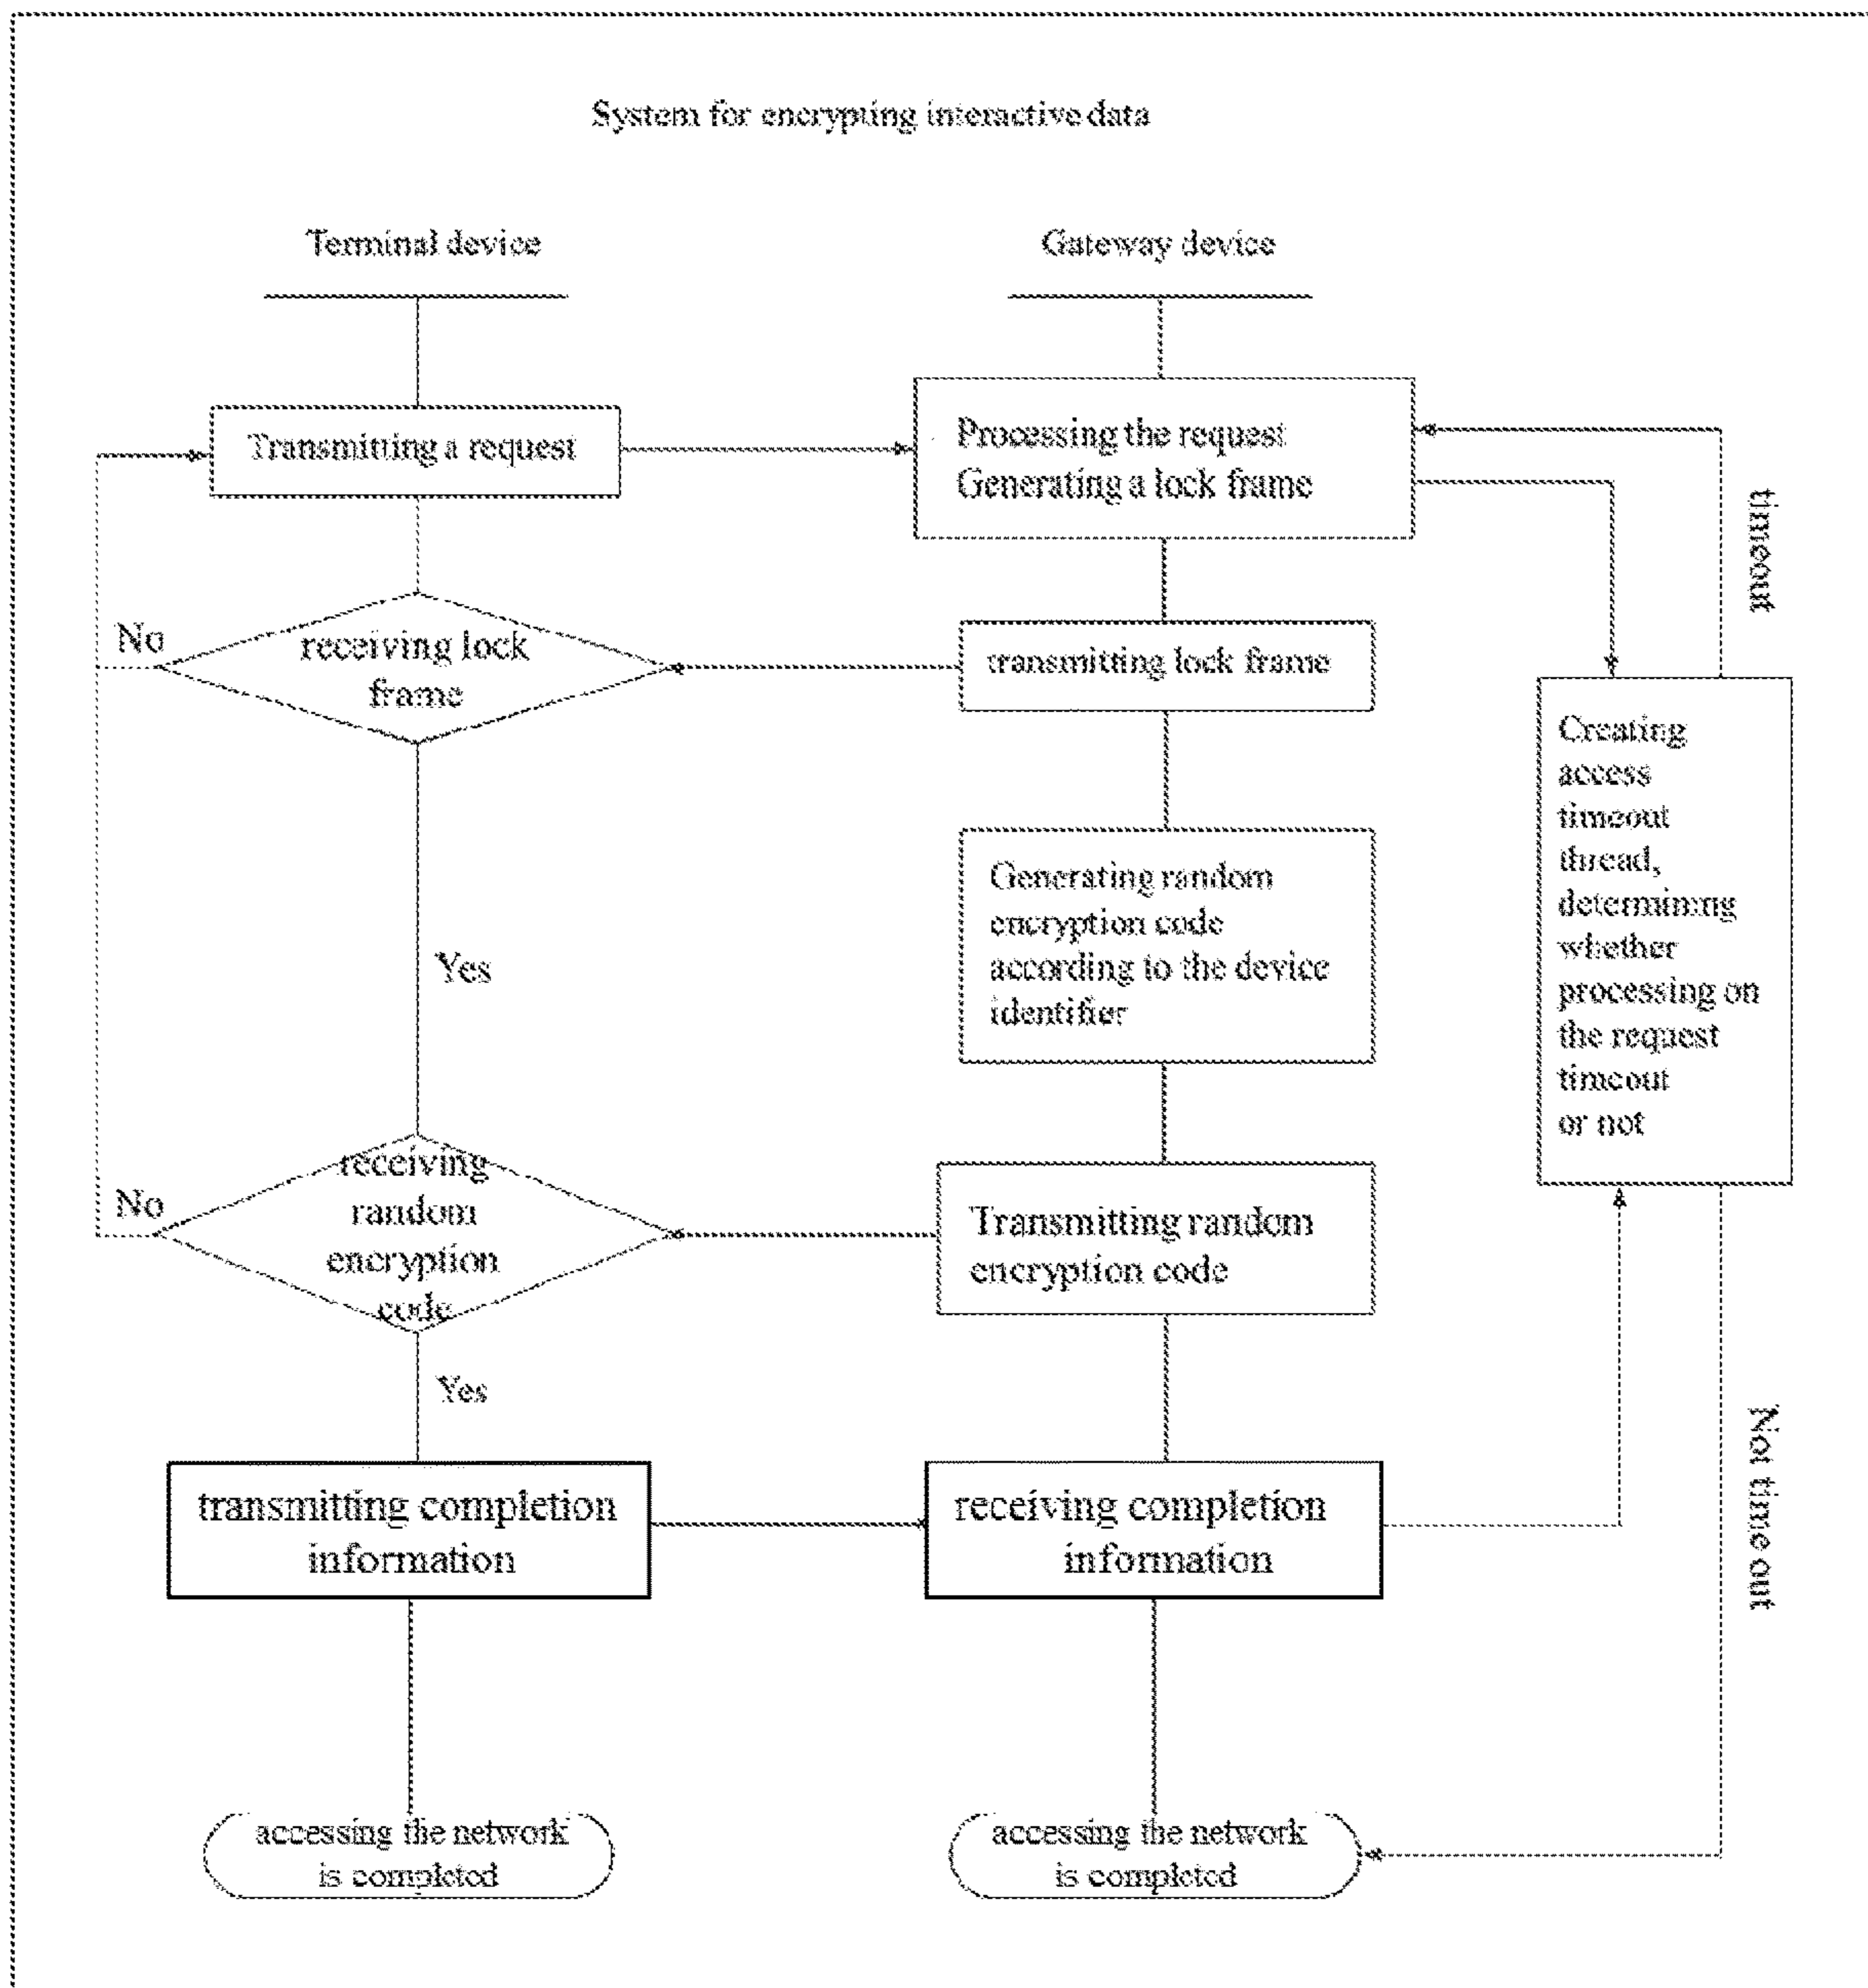 System for encrypting interactive data
Terminal device
Gateway device
Transmitting a request
Processing the request
Generating a lock frame
timeout
No
receiving lock
frame
transmitting lock frame
Creating
access
timeout
thread,
determining
whether
processing on
the request
timeout
or not
Generating random
encryption code
according to the device
identifier
Yes
No
receiving
random
encryption
code
Transmitting random
encryption code
Yes
Not time out
transmitting completion
information
receiving completion
information
accessing the network
is completed
accessing the network
is completed